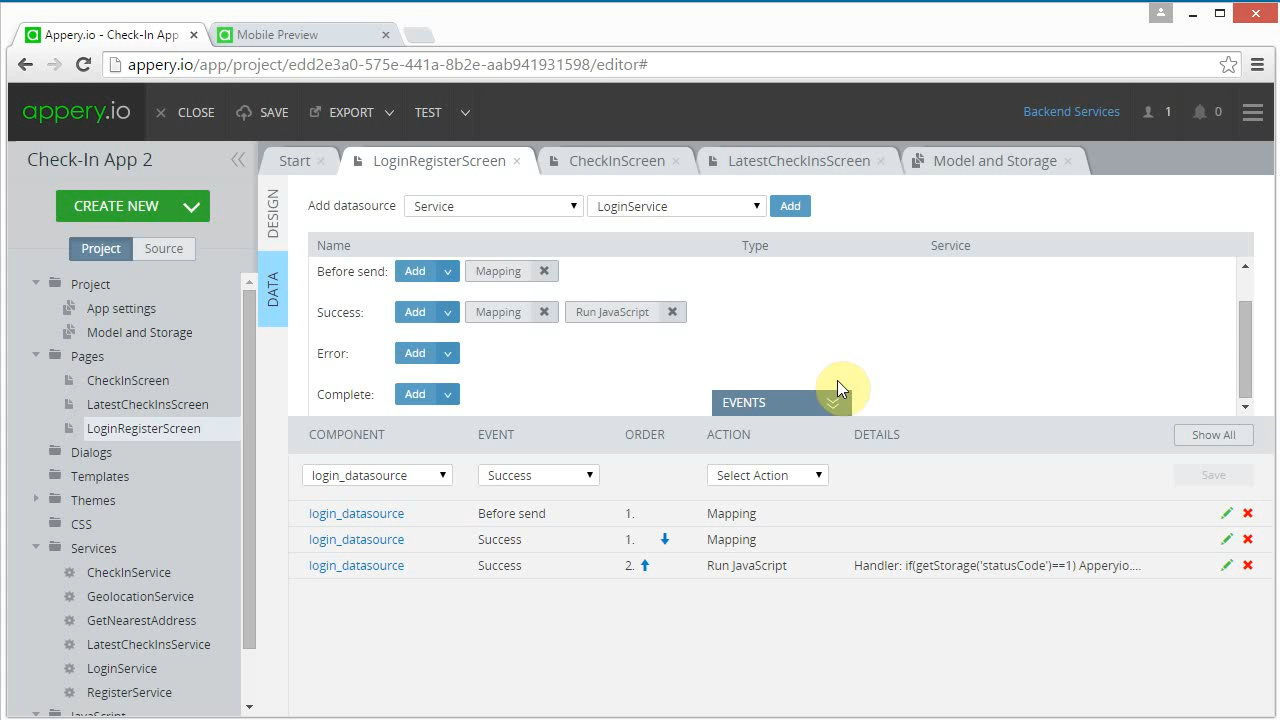 Appery.io - Check-In App
Mobile Preview
appery.io/app/project/edd2e3a0-575e-441a-8b2e-aab941931598/editor#
appery.io
CLOSE
SAVE
EXPORT
TEST
Backend Services
1
0
Check-In App 2
Start
LoginRegisterScreen
CheckInScreen
LatestCheckInsScreen
Model and Storage
CREATE NEW
Project
Source
Project
App settings
Model and Storage
Pages
CheckInScreen
LatestCheckInsScreen
LoginRegisterScreen
Dialogs
Templates
Themes
CSS
Services
CheckInService
GeolocationService
GetNearestAddress
LatestCheckInsService
LoginService
RegisterService
JavaScript
DESIGN
DATA
Add datasource
Service
LoginService
Add
Name
Type
Service
Before send:
Add
Mapping
Success:
Add
Mapping
Run JavaScript
Error:
Add
Complete:
Add
EVENTS
COMPONENT
EVENT
ORDER
ACTION
DETAILS
Show All
login_datasource
Success
Select Action
Save
login_datasource
Before send
1.
Mapping
login_datasource
Success
1.
Mapping
login_datasource
Success
2.
Run JavaScript
Handler: if(getStorage('statusCode')==1) Apperyio....